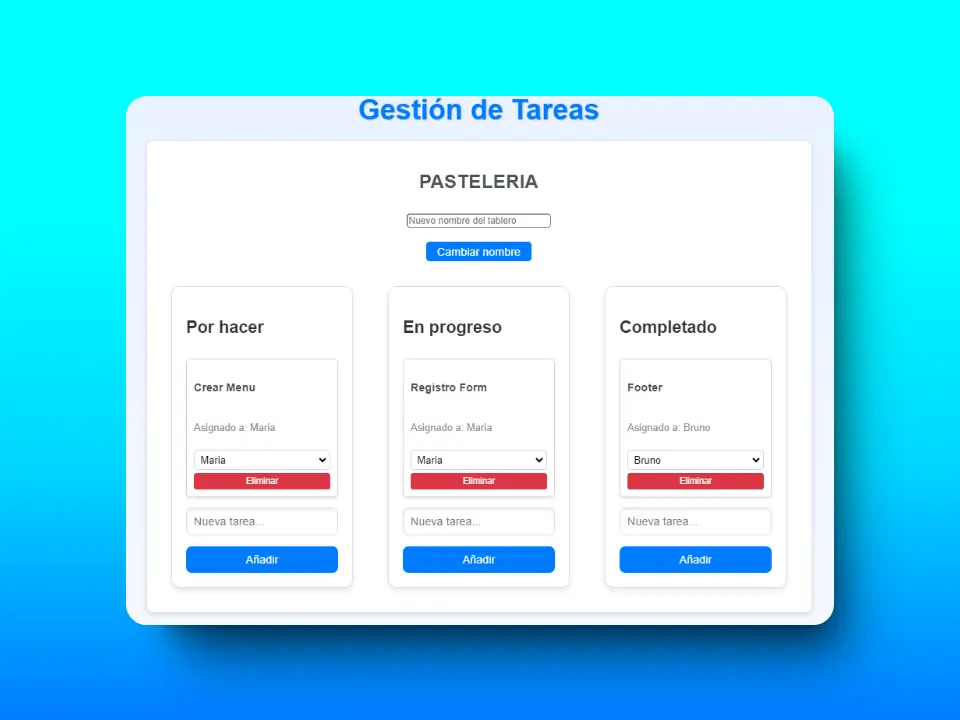 Gestión de Tareas
PASTELERIA
Nuevo nombre del tablero
Cambiar nombre
Por hacer
Crear Menu
Asignado a: Maria
Maria
Eliminar
Nueva tarea...
Añadir
En progreso
Registro Form
Asignado a: Maria
Maria
Eliminar
Nueva tarea...
Añadir
Completado
Footer
Asignado a: Bruno
Bruno
Eliminar
Nueva tarea...
Añadir